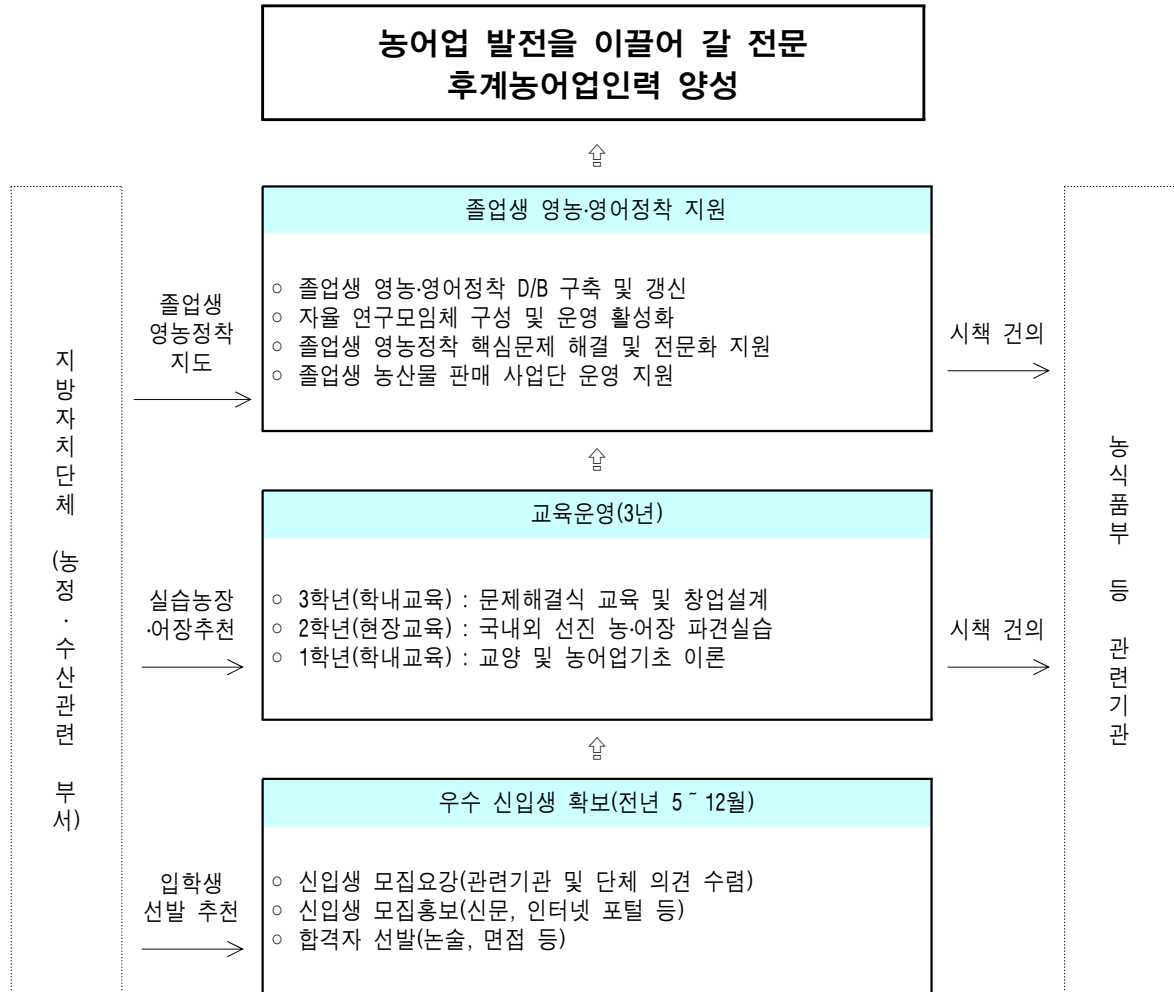 농어업 발전을 이끌어 갈 전문
후계농어업인력 양성
⇧
졸업생 영농·영어정착 지원
○ 졸업생 영농·영어정착 D/B 구축 및 갱신
○ 자율 연구모임체 구성 및 운영 활성화
○ 졸업생 영농정착 핵심문제 해결 및 전문화 지원
○ 졸업생 농산물 판매 사업단 운영 지원
졸업생
영농정착
지도
시책 건의
⇧
교육운영(3년)
○ 3학년(학내교육) : 문제해결식 교육 및 창업설계
○ 2학년(현장교육) : 국내외 선진 농·어장 파견실습
○ 1학년(학내교육) : 교양 및 농어업기초 이론
실습농장
·어장추천
시책 건의
⇧
우수 신입생 확보(전년 5 ~ 12월)
○ 신입생 모집요강(관련기관 및 단체 의견 수렴)
○ 신입생 모집홍보(신문, 인터넷 포털 등)
○ 합격자 선발(논술, 면접 등)
입학생
선발 추천
지방자치단체 (농정·수산관련 부서)
농식품부 등 관련기관